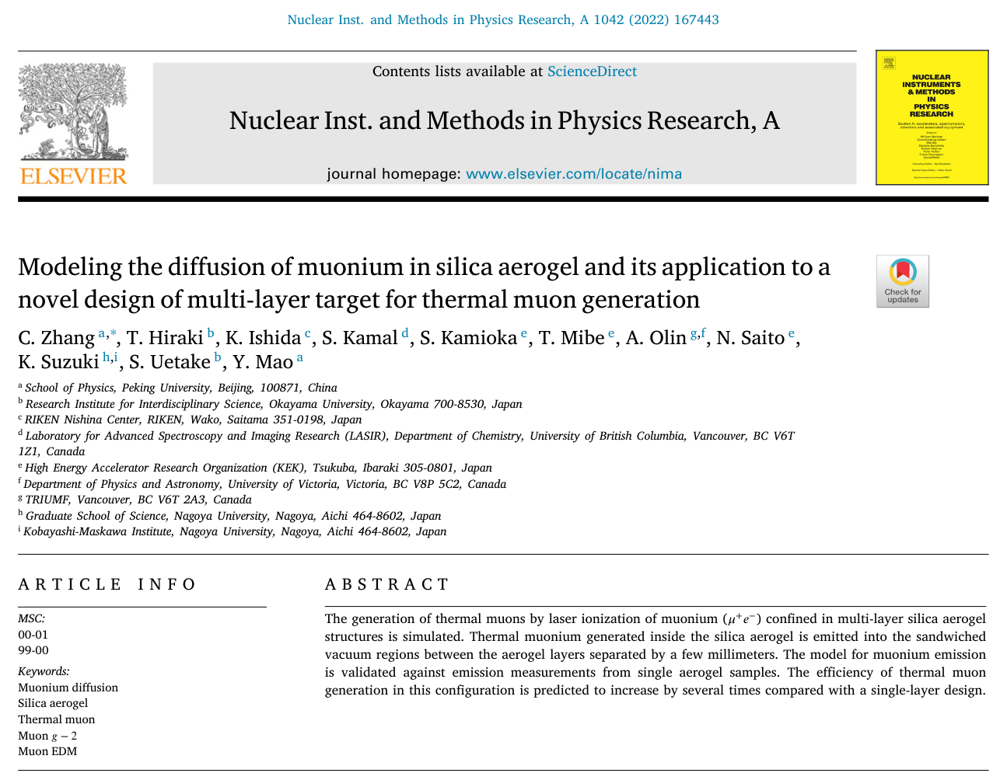 Nuclear Inst. and Methods in Physics Research, A 1042 (2022) 167443
Contents lists available at ScienceDirect
Nuclear Inst. and Methods in Physics Research, A
journal homepage: www.elsevier.com/locate/nima
ELSEVIER
NUCLEAR
INSTRUMENTS
& METHODS
IN
PHYSICS
RESEARCH
Section A: accelerators, spectrometers,
detectors and associated equipment
Modeling the diffusion of muonium in silica aerogel and its application to a
novel design of multi-layer target for thermal muon generation
Check for
updates
C. Zhang a,*, T. Hiraki b, K. Ishida c, S. Kamal d, S. Kamioka e, T. Mibe e, A. Olin g,f, N. Saito e,
K. Suzuki h,i, S. Uetake b, Y. Mao a
a School of Physics, Peking University, Beijing, 100871, China
b Research Institute for Interdisciplinary Science, Okayama University, Okayama 700-8530, Japan
c RIKEN Nishina Center, RIKEN, Wako, Saitama 351-0198, Japan
d Laboratory for Advanced Spectroscopy and Imaging Research (LASIR), Department of Chemistry, University of British Columbia, Vancouver, BC V6T
1Z1, Canada
e High Energy Accelerator Research Organization (KEK), Tsukuba, Ibaraki 305-0801, Japan
f Department of Physics and Astronomy, University of Victoria, Victoria, BC V8P 5C2, Canada
g TRIUMF, Vancouver, BC V6T 2A3, Canada
h Graduate School of Science, Nagoya University, Nagoya, Aichi 464-8602, Japan
i Kobayashi-Maskawa Institute, Nagoya University, Nagoya, Aichi 464-8602, Japan
ARTICLE INFO
MSC:
00-01
99-00
Keywords:
Muonium diffusion
Silica aerogel
Thermal muon
Muon g − 2
Muon EDM
ABSTRACT
The generation of thermal muons by laser ionization of muonium (μ⁺e⁻) confined in multi-layer silica aerogel
structures is simulated. Thermal muonium generated inside the silica aerogel is emitted into the sandwiched
vacuum regions between the aerogel layers separated by a few millimeters. The model for muonium emission
is validated against emission measurements from single aerogel samples. The efficiency of thermal muon
generation in this configuration is predicted to increase by several times compared with a single-layer design.